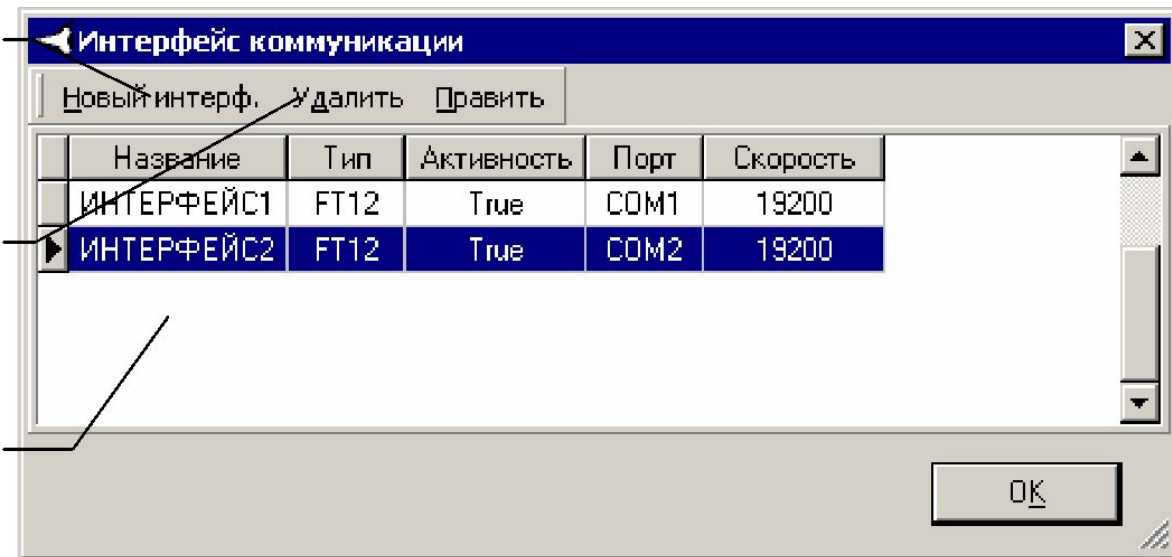 Интерфейс коммуникации
Новый интерф. Удалить Править
Название Тип Активность Порт Скорость
ИНТЕРФЕЙС1 FT12 True COM1 19200
ИНТЕРФЕЙС2 FT12 True COM2 19200
OK